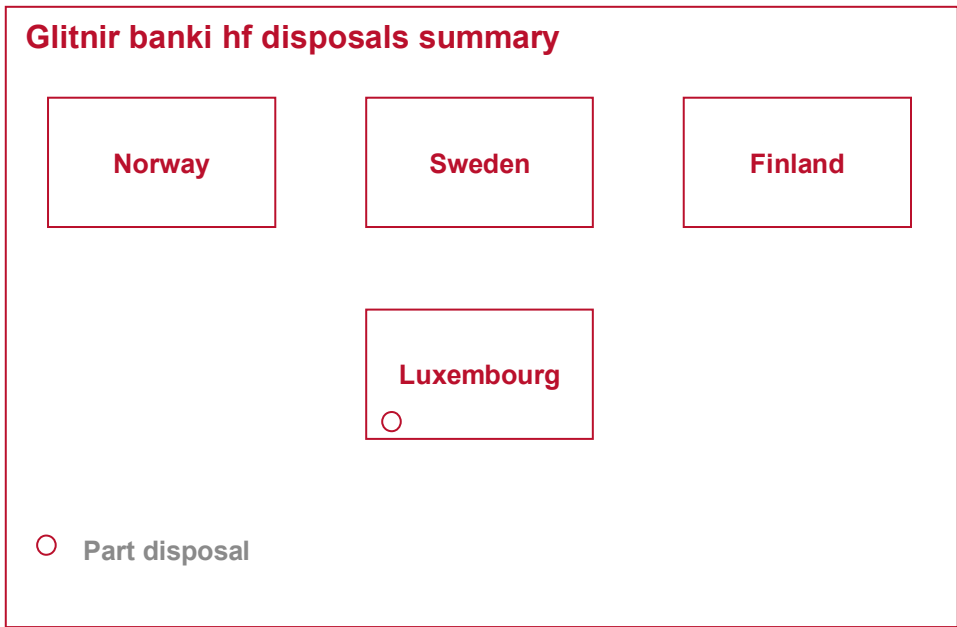 Glitnir banki hf disposals summary
Norway
Sweden
Finland
Luxembourg
Part disposal